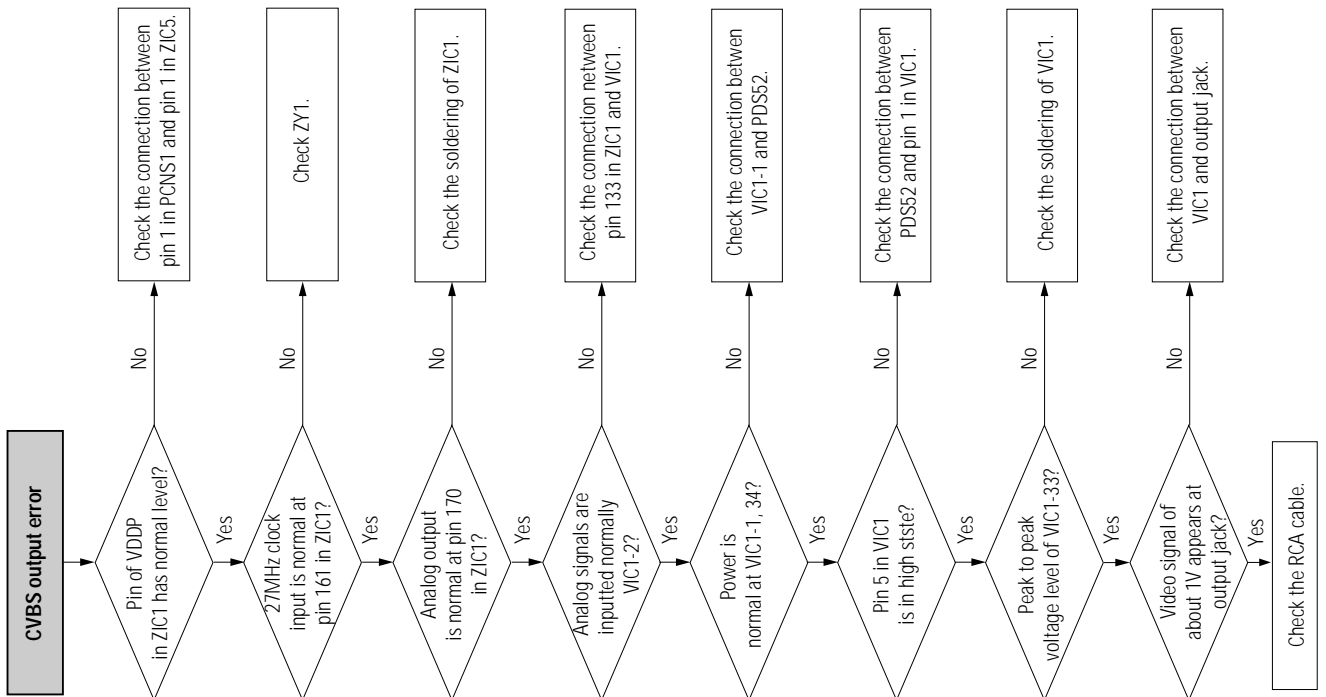 CVBS output error
Pin of VDDP
in ZIC1 has normal level?
No
Check the connection between
pin 1 in PCNS1 and pin 1 in ZIC5.
Yes
27MHz clock
input is normal at
pin 161 in ZIC1?
No
Check ZY1.
Yes
Analog output
is normal at pin 170
in ZIC1?
No
Check the soldering of ZIC1.
Yes
Analog signals are
inputted normally
VIC1-2?
No
Check the connection netween
pin 133 in ZIC1 and VIC1.
Yes
Power is
normal at VIC1-1, 34?
No
Check the connection betwen
VIC1-1 and PDS52.
Yes
Pin 5 in VIC1
is in high stste?
No
Check the connection between
PDS52 and pin 1 in VIC1.
Yes
Peak to peak
voltage level of VIC1-33?
No
Check the soldering of VIC1.
Yes
Video signal of
about 1V appears at
output jack?
No
Check the connection between
VIC1 and output jack.
Yes
Check the RCA cable.